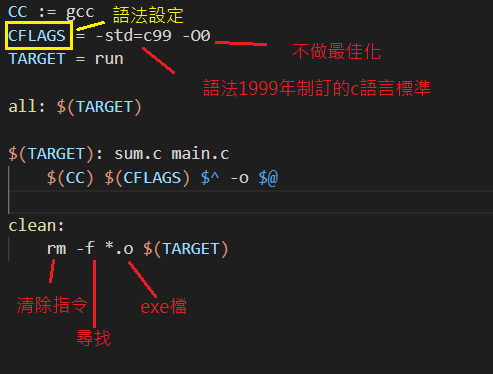 CC := gcc
語法設定
CFLAGS = -std=c99 -O0
不做最佳化
TARGET = run
語法1999年制訂的c語言標準
all: $(TARGET)
$(TARGET): sum.c main.c
$(CC) $(CFLAGS) $^ -o $@
clean:
rm -f *.o $(TARGET)
清除指令
exe檔
尋找